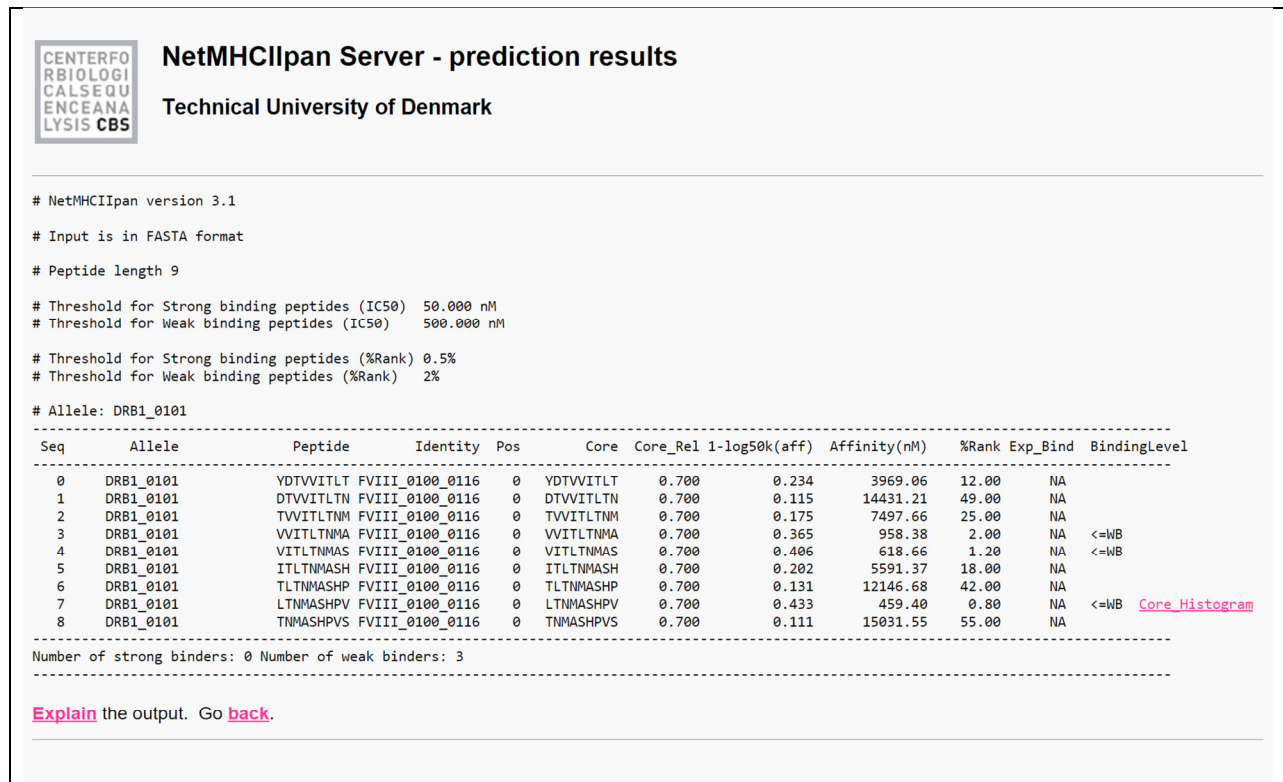 CENTERFO
RBIOLOGI
CALSEQU
ENCEANA
LYSIS CBS
NetMHCIIpan Server - prediction results
Technical University of Denmark
# NetMHCIIpan version 3.1
# Input is in FASTA format
# Peptide length 9
# Threshold for Strong binding peptides (IC50) 50.000 nM
# Threshold for Weak binding peptides (IC50) 500.000 nM
# Threshold for Strong binding peptides (%Rank) 0.5%
# Threshold for Weak binding peptides (%Rank) 2%
# Allele: DRB1_0101
Seq Allele Peptide Identity Pos Core Core_Rel 1-log50k(aff) Affinity(nM) %Rank Exp_Bind BindingLevel
0 DRB1_0101 YDTVVITLT FVIII_0100_0116 0 YDTVVITLT 0.700 0.234 3969.06 12.00 NA
1 DRB1_0101 DTVVITLTN FVIII_0100_0116 0 DTVVITLTN 0.700 0.115 14431.21 49.00 NA
2 DRB1_0101 TVVITLTNM FVIII_0100_0116 0 TVVITLTNM 0.700 0.175 7497.66 25.00 NA
3 DRB1_0101 VVITLTNMA FVIII_0100_0116 0 VVITLTNMA 0.700 0.365 958.38 2.00 NA <=WB
4 DRB1_0101 VITLTNMAS FVIII_0100_0116 0 VITLTNMAS 0.700 0.406 618.66 1.20 NA <=WB
5 DRB1_0101 ITLTNMASH FVIII_0100_0116 0 ITLTNMASH 0.700 0.202 5591.37 18.00 NA
6 DRB1_0101 TLTNMASHP FVIII_0100_0116 0 TLTNMASHP 0.700 0.131 12146.68 42.00 NA
7 DRB1_0101 LTNMASHPV FVIII_0100_0116 0 LTNMASHPV 0.700 0.433 459.40 0.80 NA <=WB Core_Histogram
8 DRB1_0101 TNMASHPVS FVIII_0100_0116 0 TNMASHPVS 0.700 0.111 15031.55 55.00 NA
Number of strong binders: 0 Number of weak binders: 3
Explain the output. Go back.